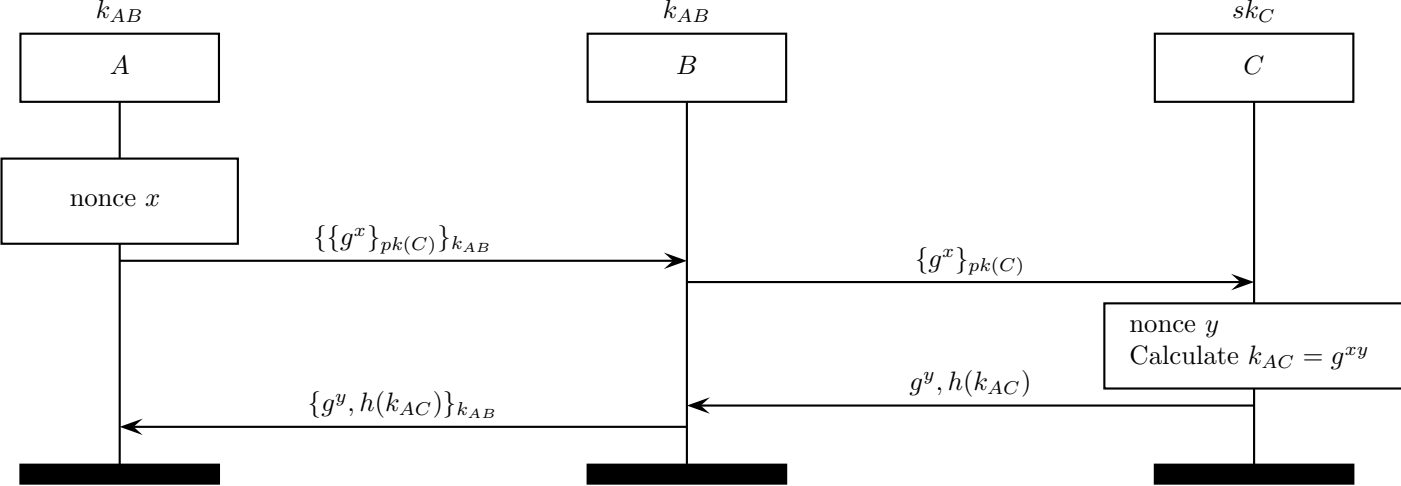 k_{AB}
k_{AB}
sk_C
A
B
C
nonce x
{{g^x}_{pk(C)}}_{k_{AB}}
{g^x}_{pk(C)}
nonce y
Calculate k_{AC} = g^{xy}
g^y, h(k_{AC})
{g^y, h(k_{AC})}_{k_{AB}}